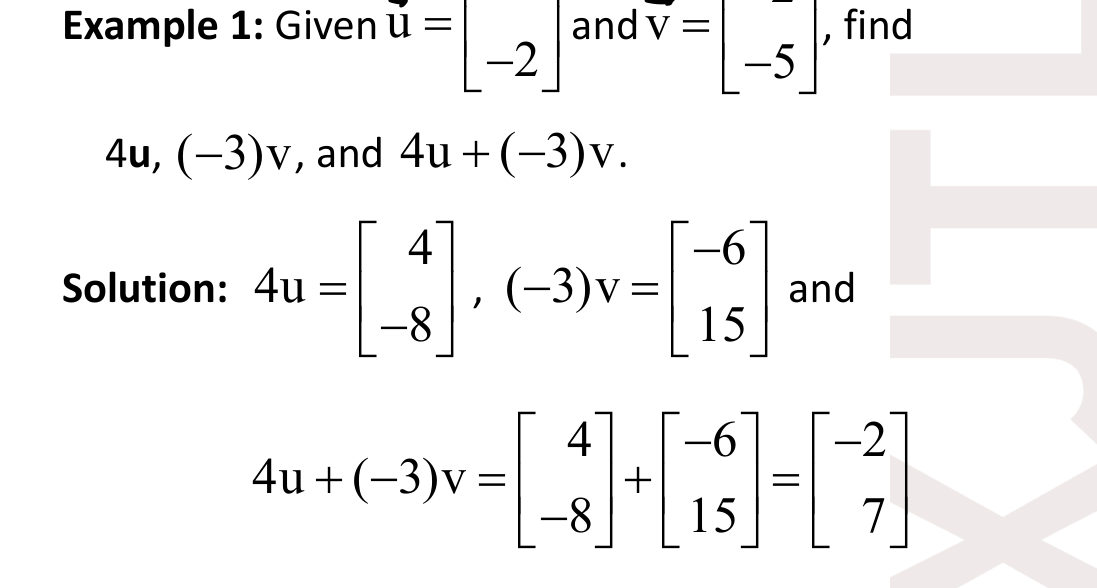 Example 1: Given u = [ -2 ] and v = [ -5 ], find
4u, (−3)v, and 4u + (−3)v.
Solution: 4u = [4 −8], (−3)v = [−6 15] and
4u + (−3)v = [4 −8] + [−6 15] = [−2 7]
XJTL